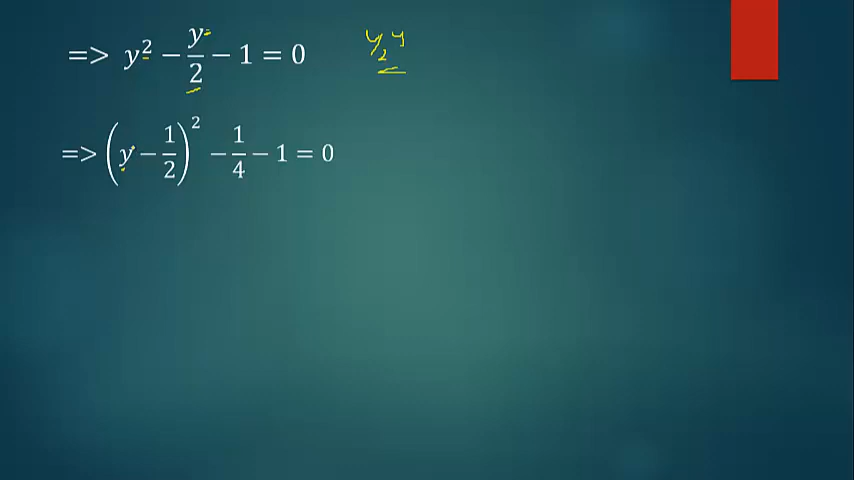 => y² − y/2 − 1 = 0
=> (y − 1/2)² − 1/4 − 1 = 0